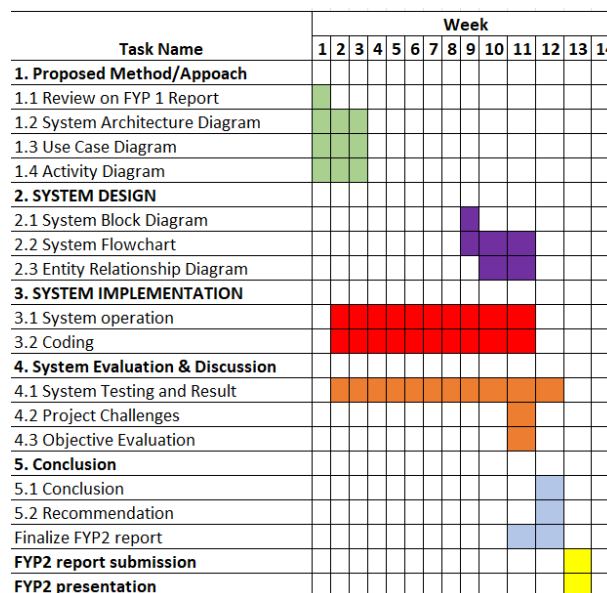 Week
Task Name 1 2 3 4 5 6 7 8 9 10 11 12 13 14
1. Proposed Method/Appoach
1.1 Review on FYP 1 Report
1.2 System Architecture Diagram
1.3 Use Case Diagram
1.4 Activity Diagram
2. SYSTEM DESIGN
2.1 System Block Diagram
2.2 System Flowchart
2.3 Entity Relationship Diagram
3. SYSTEM IMPLEMENTATION
3.1 System operation
3.2 Coding
4. System Evaluation & Discussion
4.1 System Testing and Result
4.2 Project Challenges
4.3 Objective Evaluation
5. Conclusion
5.1 Conclusion
5.2 Recommendation
Finalize FYP2 report
FYP2 report submission
FYP2 presentation